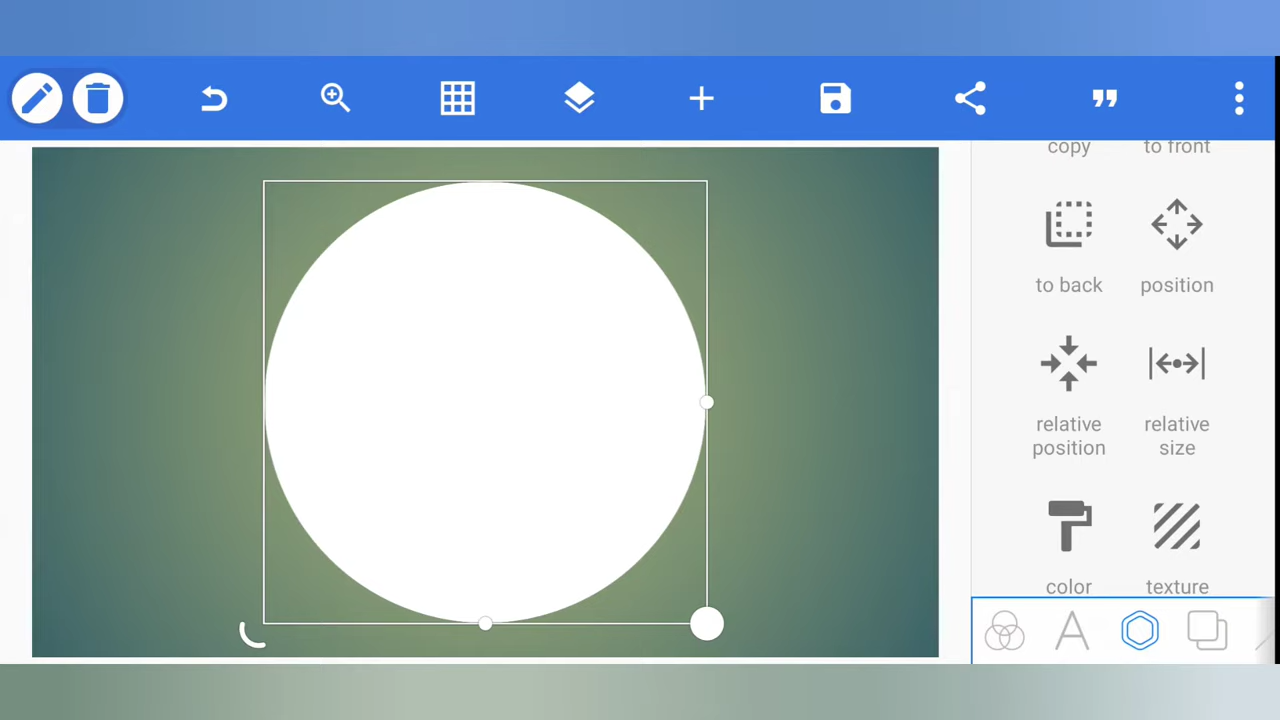 copy
to front
to back
position
relative
position
relative
size
color
texture